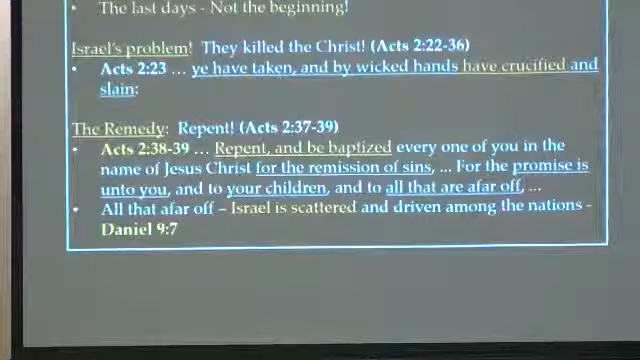 • The last days - Not the beginning!
Israel's problem! They killed the Christ! (Acts 2:22-36)
• Acts 2:23 … ye have taken, and by wicked hands have crucified and
slain:
The Remedy: Repent! (Acts 2:37-39)
• Acts 2:38-39 … Repent, and be baptized every one of you in the
name of Jesus Christ for the remission of sins, … For the promise is
unto you, and to your children, and to all that are afar off, …
• All that afar off – Israel is scattered and driven among the nations -
Daniel 9:7